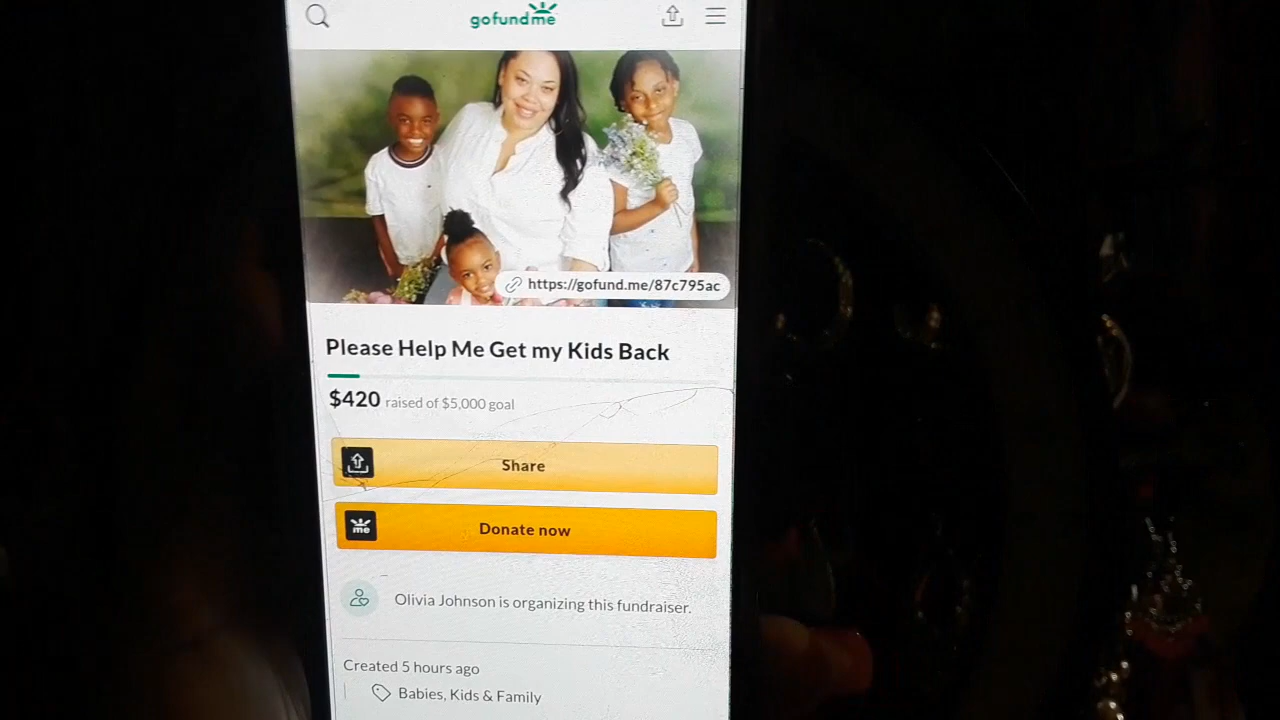 gofundme
https://gofund.me/87c795ac
Please Help Me Get my Kids Back
$420 raised of $5,000 goal
Share
me
Donate now
Olivia Johnson is organizing this fundraiser.
Created 5 hours ago
Babies, Kids & Family